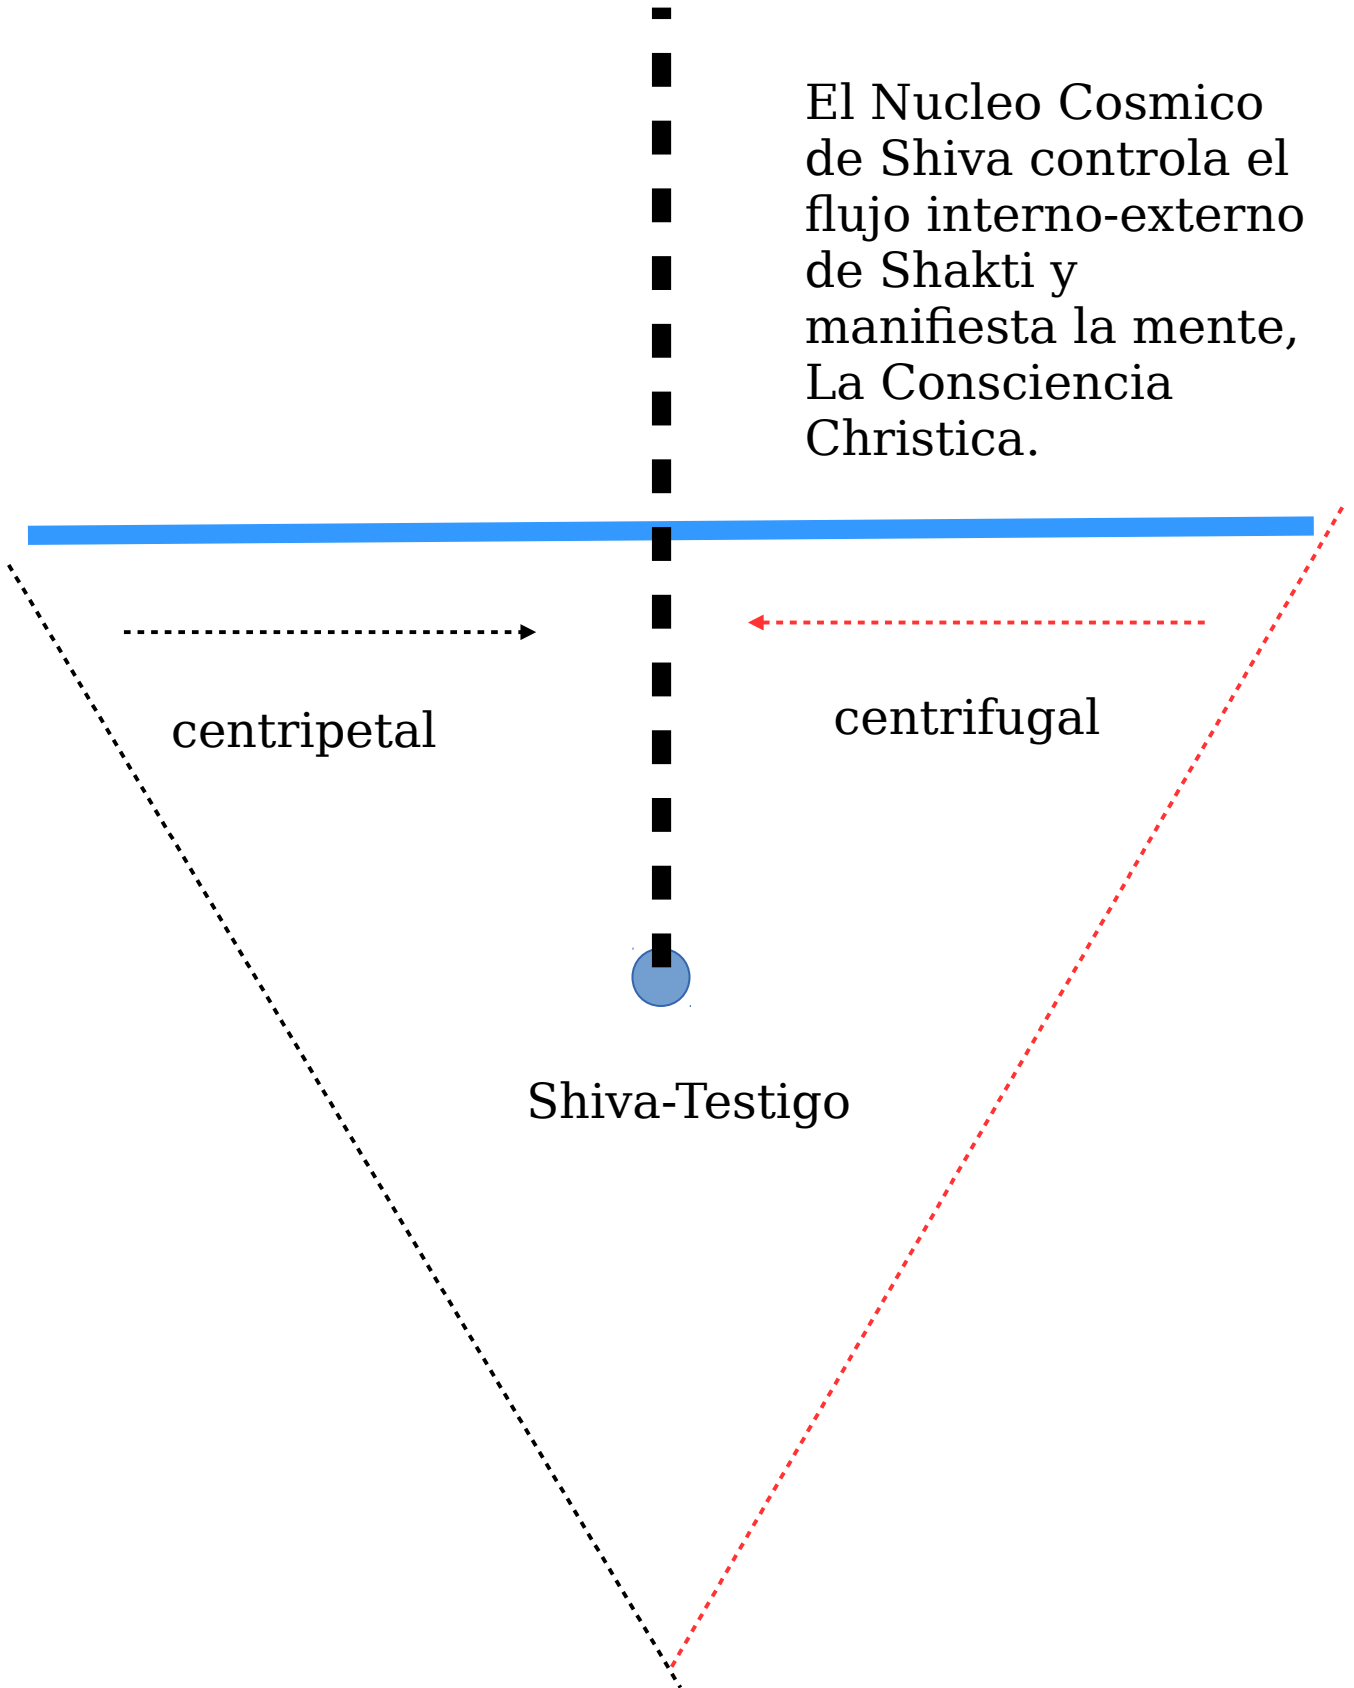 El Nucleo Cosmico
de Shiva controla el
flujo interno-externo
de Shakti y
manifiesta la mente,
La Consciencia
Christica.
centripetal
centrifugal
Shiva-Testigo